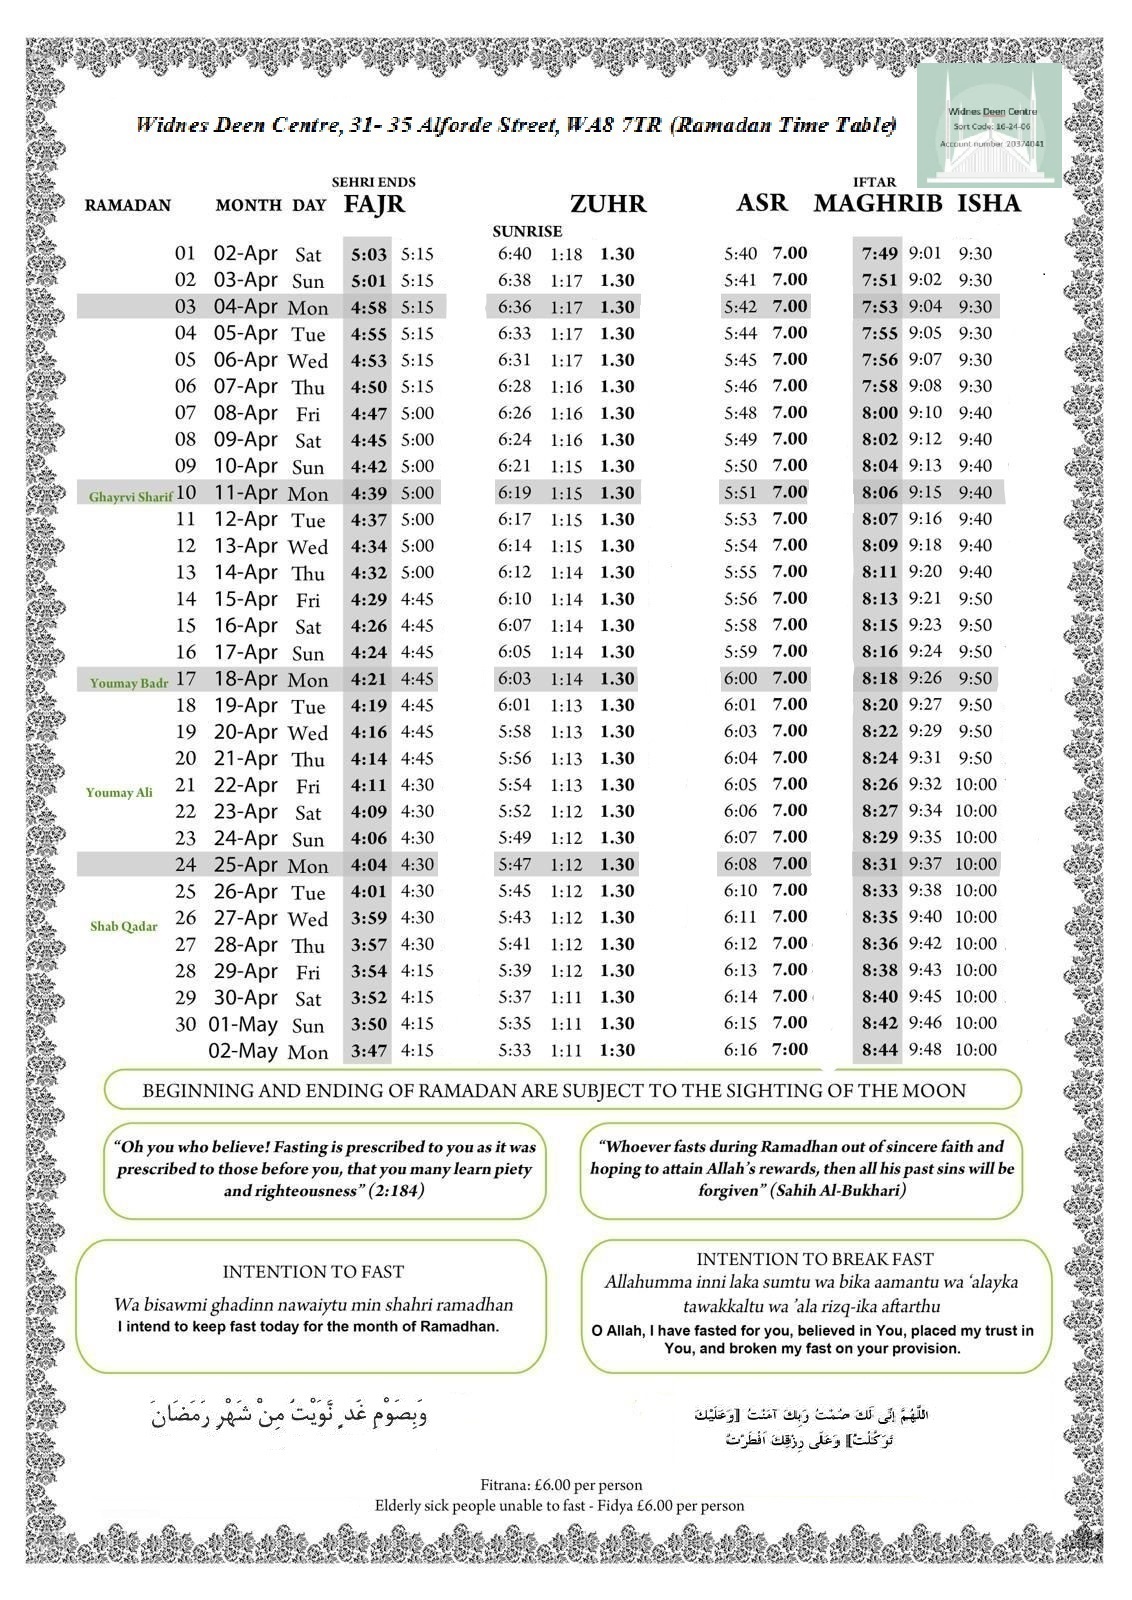 Widnes Deen Centre, 31- 35 Alforde Street, WA8 7TR (Ramadan Time Table)
Widnes Deen Centre
Sort Code: 16-24-06
Account number 20374041
SEHRI ENDS IFTAR
RAMADAN MONTH DAY FAJR ZUHR ASR MAGHRIB ISHA
SUNRISE
01 02-Apr Sat 5:03 5:15 6:40 1:18 1.30 5:40 7.00 7:49 9:01 9:30
02 03-Apr Sun 5:01 5:15 6:38 1:17 1.30 5:41 7.00 7:51 9:02 9:30
03 04-Apr Mon 4:58 5:15 6:36 1:17 1.30 5:42 7.00 7:53 9:04 9:30
04 05-Apr Tue 4:55 5:15 6:33 1:17 1.30 5:44 7.00 7:55 9:05 9:30
05 06-Apr Wed 4:53 5:15 6:31 1:17 1.30 5:45 7.00 7:56 9:07 9:30
06 07-Apr Thu 4:50 5:15 6:28 1:16 1.30 5:46 7.00 7:58 9:08 9:30
07 08-Apr Fri 4:47 5:00 6:26 1:16 1.30 5:48 7.00 8:00 9:10 9:40
08 09-Apr Sat 4:45 5:00 6:24 1:16 1.30 5:49 7.00 8:02 9:12 9:40
09 10-Apr Sun 4:42 5:00 6:21 1:15 1.30 5:50 7.00 8:04 9:13 9:40
Ghayrvi Sharif 10 11-Apr Mon 4:39 5:00 6:19 1:15 1.30 5:51 7.00 8:06 9:15 9:40
11 12-Apr Tue 4:37 5:00 6:17 1:15 1.30 5:53 7.00 8:07 9:16 9:40
12 13-Apr Wed 4:34 5:00 6:14 1:15 1.30 5:54 7.00 8:09 9:18 9:40
13 14-Apr Thu 4:32 5:00 6:12 1:14 1.30 5:55 7.00 8:11 9:20 9:40
14 15-Apr Fri 4:29 4:45 6:10 1:14 1.30 5:56 7.00 8:13 9:21 9:50
15 16-Apr Sat 4:26 4:45 6:07 1:14 1.30 5:58 7.00 8:15 9:23 9:50
16 17-Apr Sun 4:24 4:45 6:05 1:14 1.30 5:59 7.00 8:16 9:24 9:50
Youmay Badr 17 18-Apr Mon 4:21 4:45 6:03 1:14 1.30 6:00 7.00 8:18 9:26 9:50
18 19-Apr Tue 4:19 4:45 6:01 1:13 1.30 6:01 7.00 8:20 9:27 9:50
19 20-Apr Wed 4:16 4:45 5:58 1:13 1.30 6:03 7.00 8:22 9:29 9:50
20 21-Apr Thu 4:14 4:45 5:56 1:13 1.30 6:04 7.00 8:24 9:31 9:50
Youmay Ali 21 22-Apr Fri 4:11 4:30 5:54 1:13 1.30 6:05 7.00 8:26 9:32 10:00
22 23-Apr Sat 4:09 4:30 5:52 1:12 1.30 6:06 7.00 8:27 9:34 10:00
23 24-Apr Sun 4:06 4:30 5:49 1:12 1.30 6:07 7.00 8:29 9:35 10:00
24 25-Apr Mon 4:04 4:30 5:47 1:12 1.30 6:08 7.00 8:31 9:37 10:00
25 26-Apr Tue 4:01 4:30 5:45 1:12 1.30 6:10 7.00 8:33 9:38 10:00
Shab Qadar 26 27-Apr Wed 3:59 4:30 5:43 1:12 1.30 6:11 7.00 8:35 9:40 10:00
27 28-Apr Thu 3:57 4:30 5:41 1:12 1.30 6:12 7.00 8:36 9:42 10:00
28 29-Apr Fri 3:54 4:15 5:39 1:12 1.30 6:13 7.00 8:38 9:43 10:00
29 30-Apr Sat 3:52 4:15 5:37 1:11 1.30 6:14 7.00 8:40 9:45 10:00
30 01-May Sun 3:50 4:15 5:35 1:11 1.30 6:15 7.00 8:42 9:46 10:00
02-May Mon 3:47 4:15 5:33 1:11 1:30 6:16 7:00 8:44 9:48 10:00
BEGINNING AND ENDING OF RAMADAN ARE SUBJECT TO THE SIGHTING OF THE MOON
“Oh you who believe! Fasting is prescribed to you as it was
prescribed to those before you, that you many learn piety
and righteousness” (2:184)
“Whoever fasts during Ramadhan out of sincere faith and
hoping to attain Allah’s rewards, then all his past sins will be
forgiven” (Sahih Al-Bukhari)
INTENTION TO FAST
Wa bisawmi ghadinn nawaiytu min shahri ramadhan
I intend to keep fast today for the month of Ramadhan.
INTENTION TO BREAK FAST
Allahumma inni laka sumtu wa bika aamantu wa ‘alayka
tawakkaltu wa ’ala rizq-ika aftarthu
O Allah, I have fasted for you, believed in You, placed my trust in
You, and broken my fast on your provision.
وَبِصَوْمِ غَدٍ نَّوَيْتُ مِنْ شَهْرِ رَمَضَانَ
اَللّٰهُمَّ اِنِّى لَكَ صُمْتُ وَبِكَ آمَنْتُ [وَعَلَيْكَ
تَوَكَّلْتُ] وَعَلَى رِزْقِكَ اَفْطَرْتُ
Fitrana: £6.00 per person
Elderly sick people unable to fast - Fidya £6.00 per person